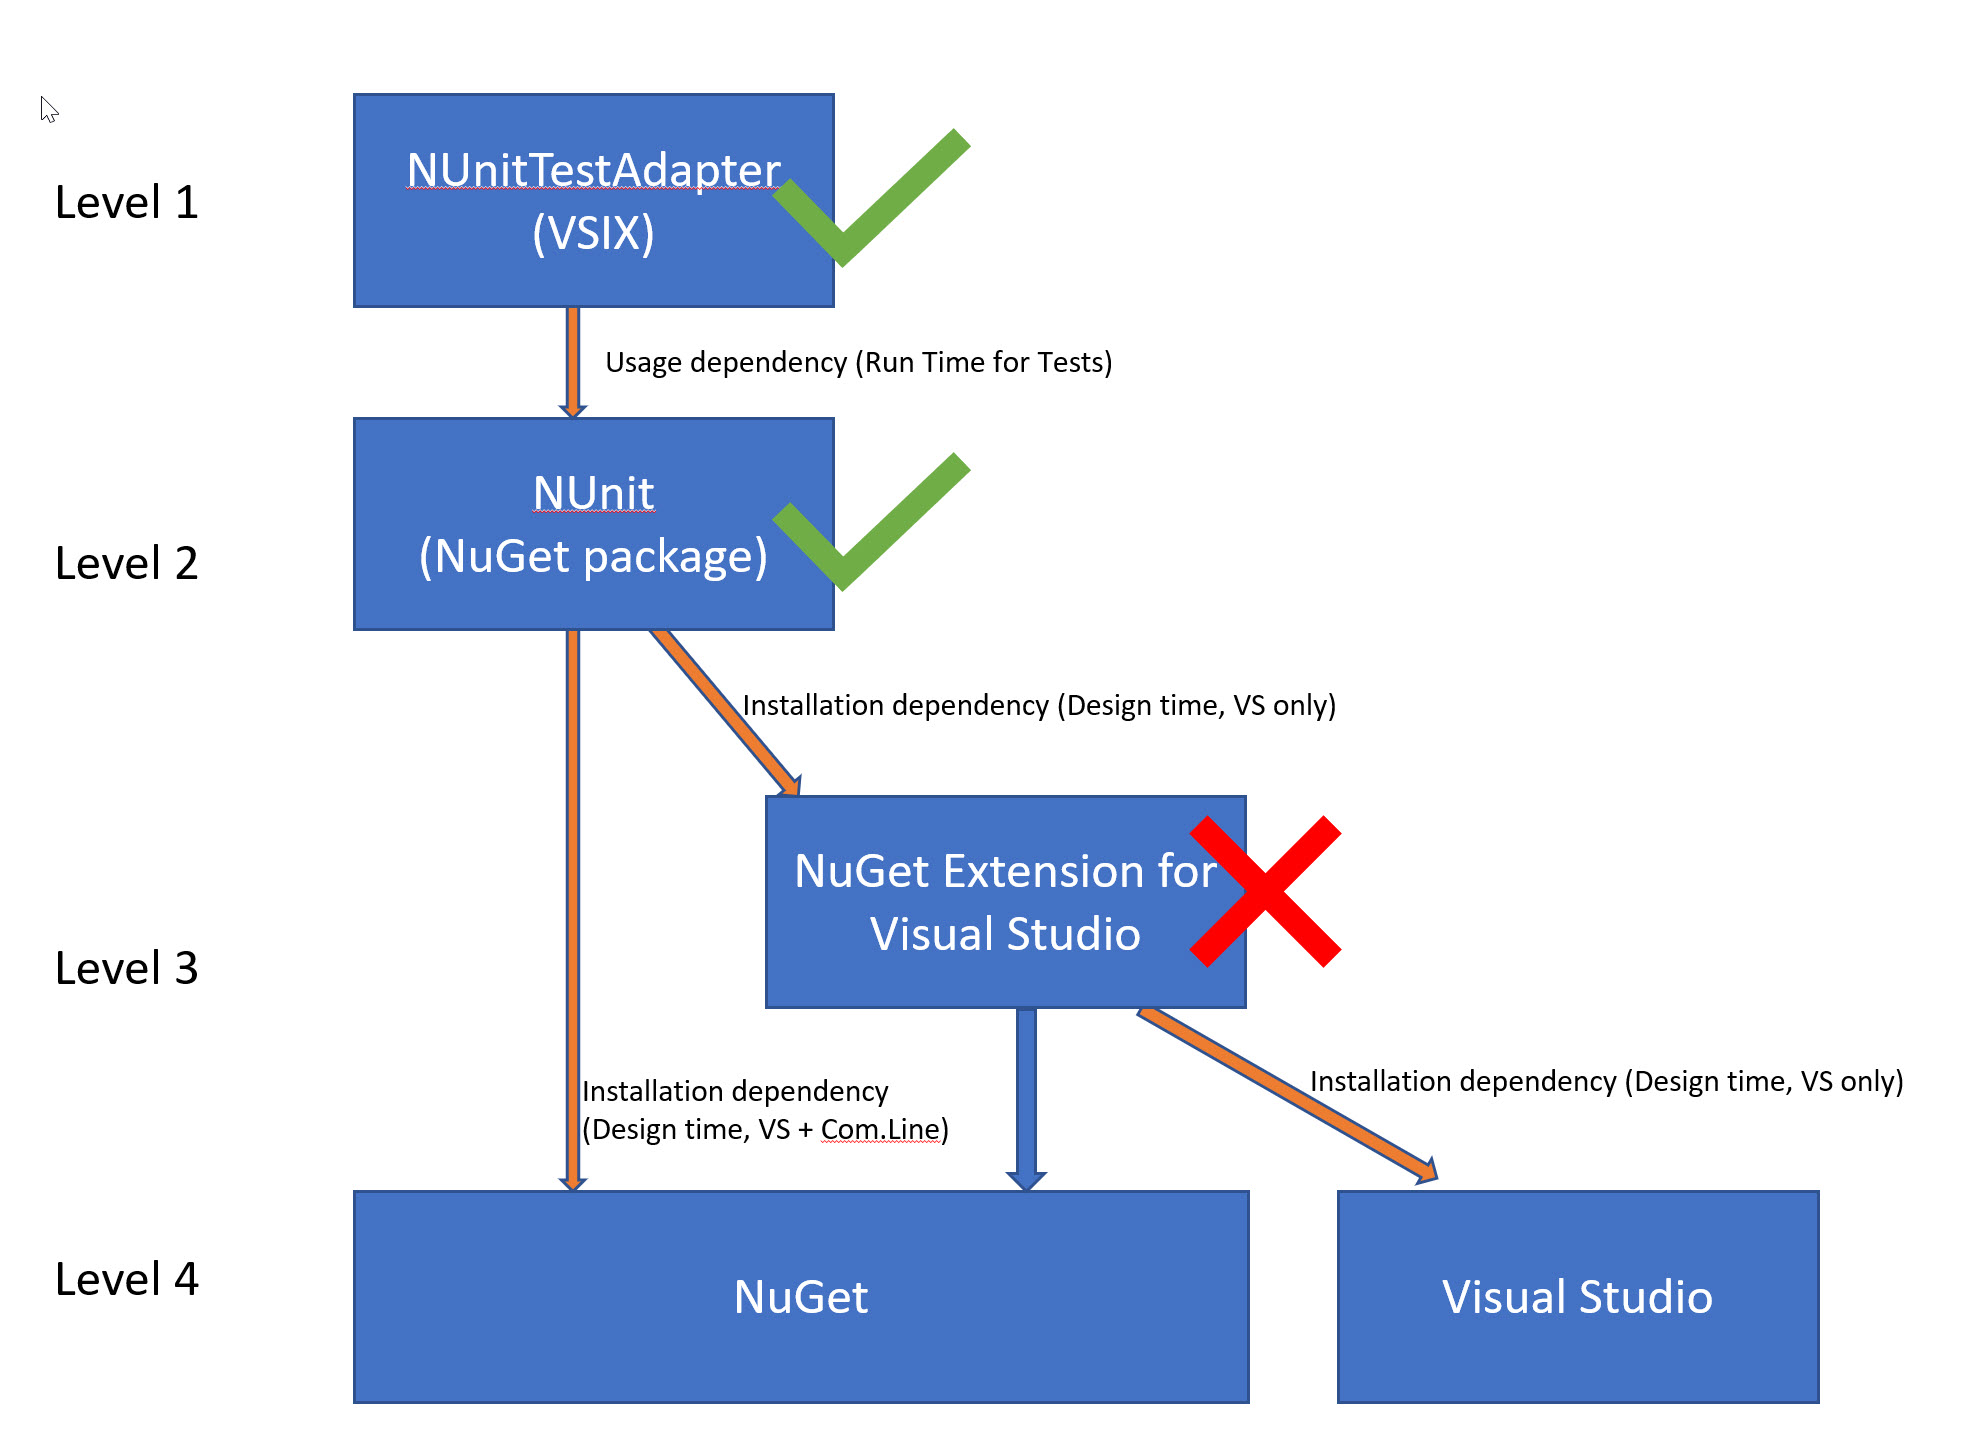 Level 1
NUnitTestAdapter
(VSIX)
Usage dependency (Run Time for Tests)
Level 2
NUnit
(NuGet package)
Installation dependency (Design time, VS only)
Level 3
NuGet Extension for
Visual Studio
Installation dependency
(Design time, VS + Com.Line)
Installation dependency (Design time, VS only)
Level 4
NuGet
Visual Studio